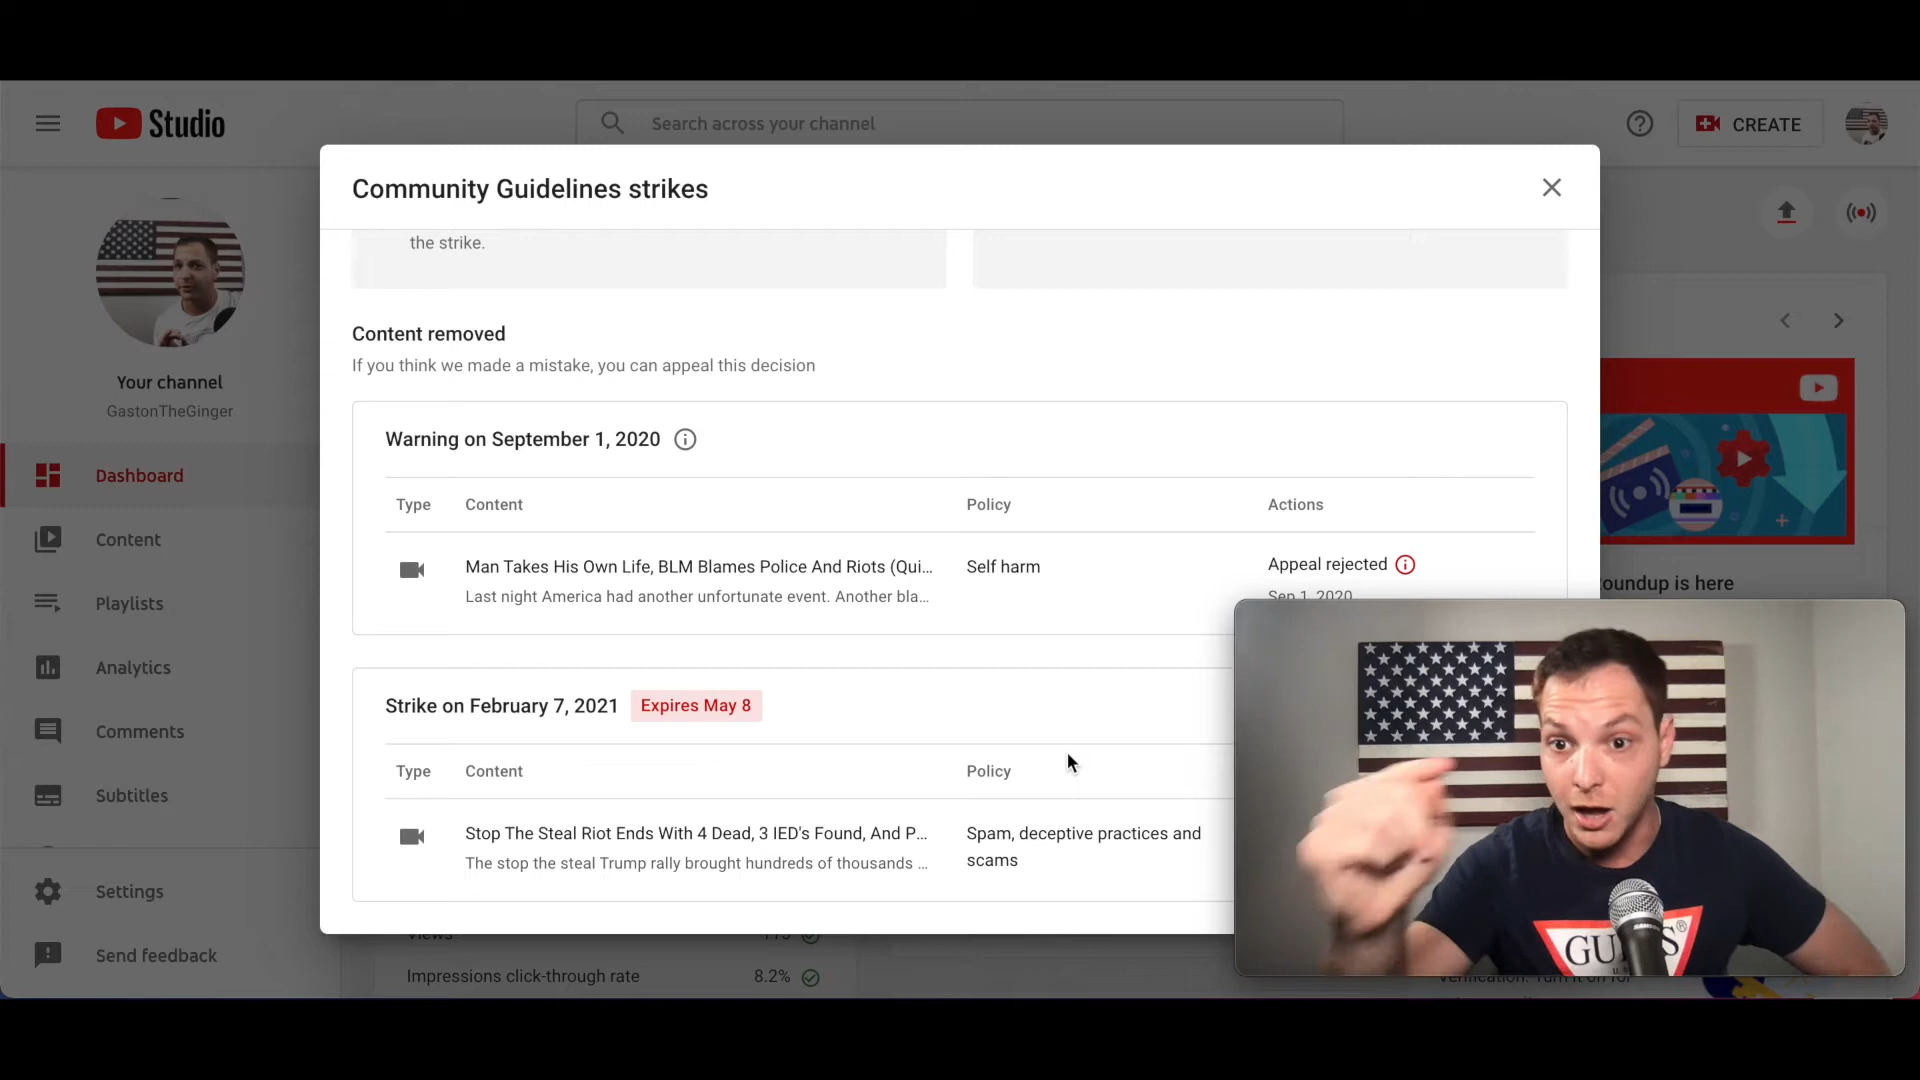 Studio
Search across your channel
CREATE
Community Guidelines strikes
the strike.
Content removed
If you think we made a mistake, you can appeal this decision
Your channel
GastonTheGinger
Warning on September 1, 2020
Dashboard
Type Content Policy Actions
Content
Man Takes His Own Life, BLM Blames Police And Riots (Qui... Self harm Appeal rejected
Last night America had another unfortunate event. Another bla... Sep 1, 2020
oundup is here
Playlists
Analytics
Strike on February 7, 2021 Expires May 8
Comments
Type Content Policy
Subtitles
Stop The Steal Riot Ends With 4 Dead, 3 IED's Found, And P... Spam, deceptive practices and
The stop the steal Trump rally brought hundreds of thousands ... scams
Settings
Send feedback
Views
Impressions click-through rate 8.2%
SAMSON